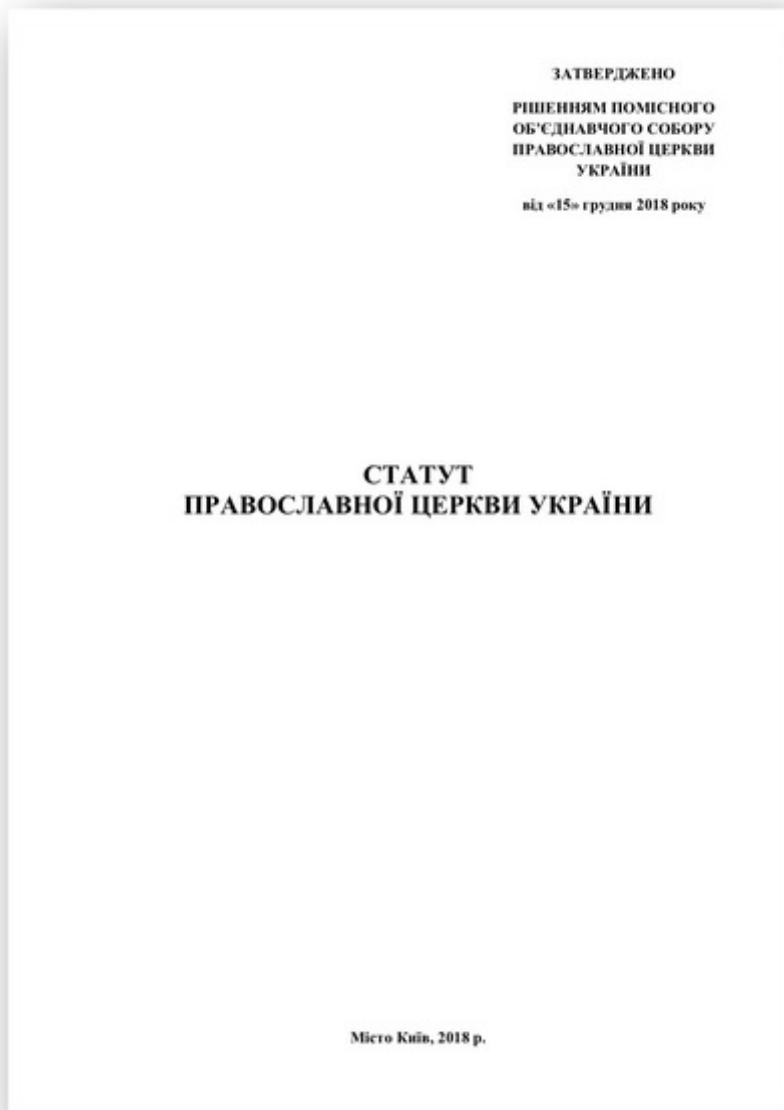 ЗАТВЕРДЖЕНО
РІШЕННЯМ ПОМІСНОГО
ОБ'ЄДНАВЧОГО СОБОРУ
ПРАВОСЛАВНОЇ ЦЕРКВИ
УКРАЇНИ
від «15» грудня 2018 року
СТАТУТ
ПРАВОСЛАВНОЇ ЦЕРКВИ УКРАЇНИ
Місто Київ, 2018 р.